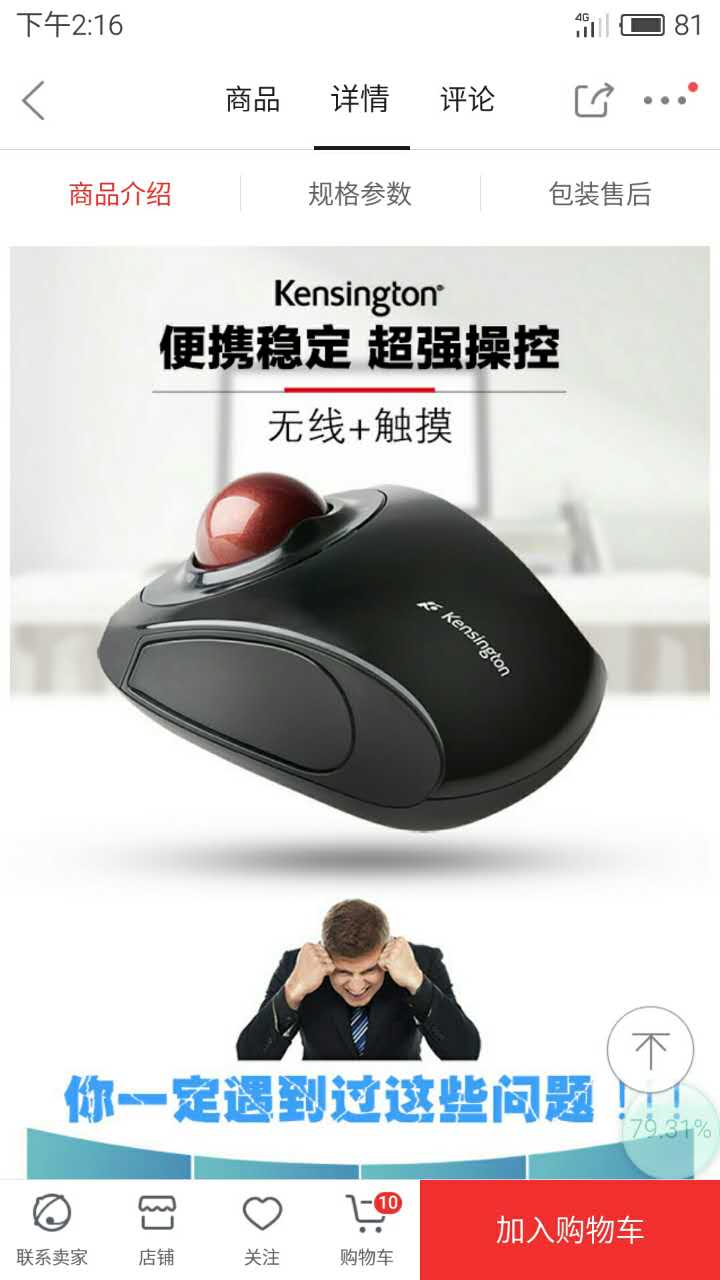 下午2:16
4G
81
商品
详情
评论
商品介绍
规格参数
包装售后
Kensington®
便携稳定 超强操控
无线+触摸
Kensington
你一定遇到过这些问题！！！
79.31%
联系卖家
店铺
关注
10
购物车
加入购物车